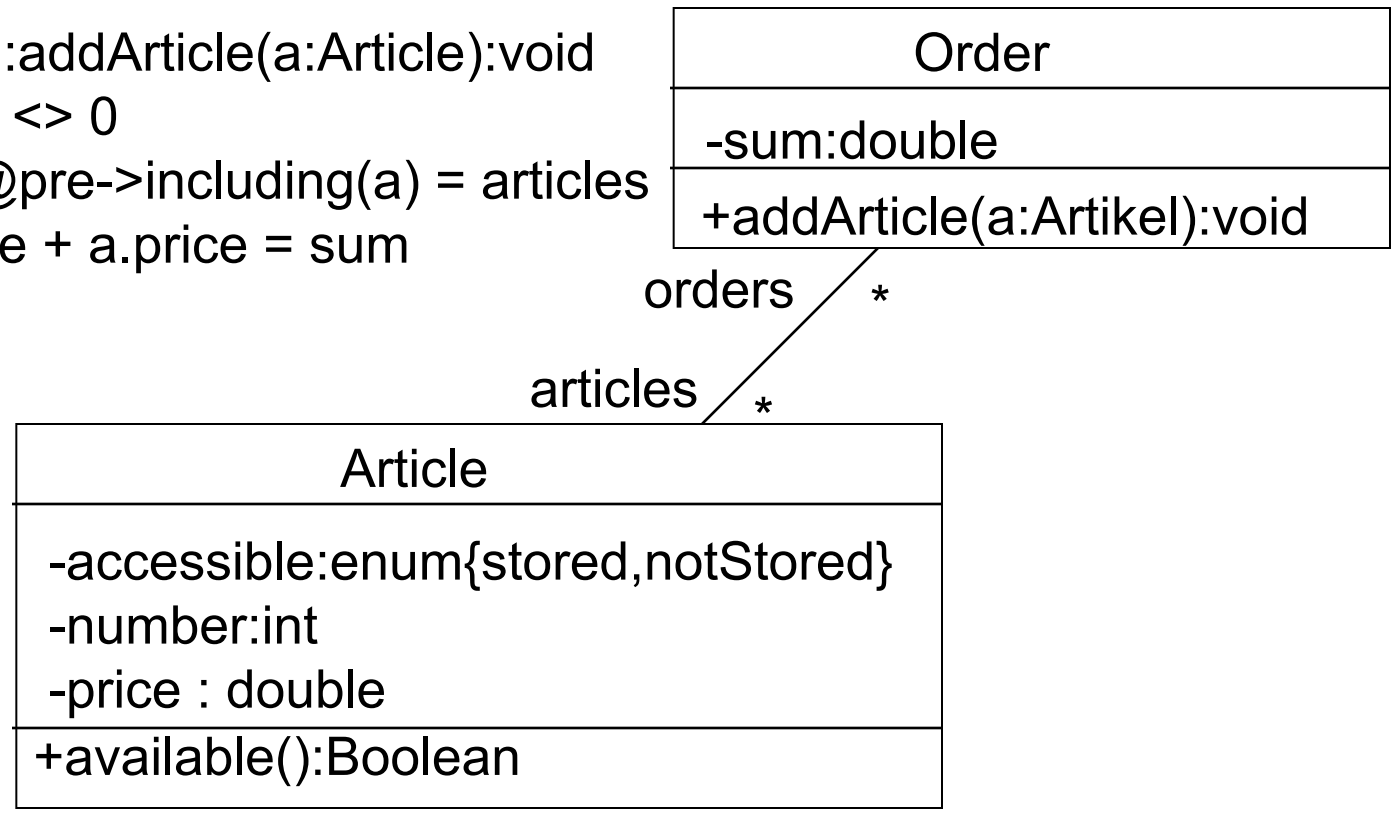 :addArticle(a:Article):void
<> 0
@pre->including(a) = articles
e + a.price = sum
Order
-sum:double
+addArticle(a:Artikel):void
orders
*
articles
*
Article
-accessible:enum{stored,notStored}
-number:int
-price : double
+available():Boolean